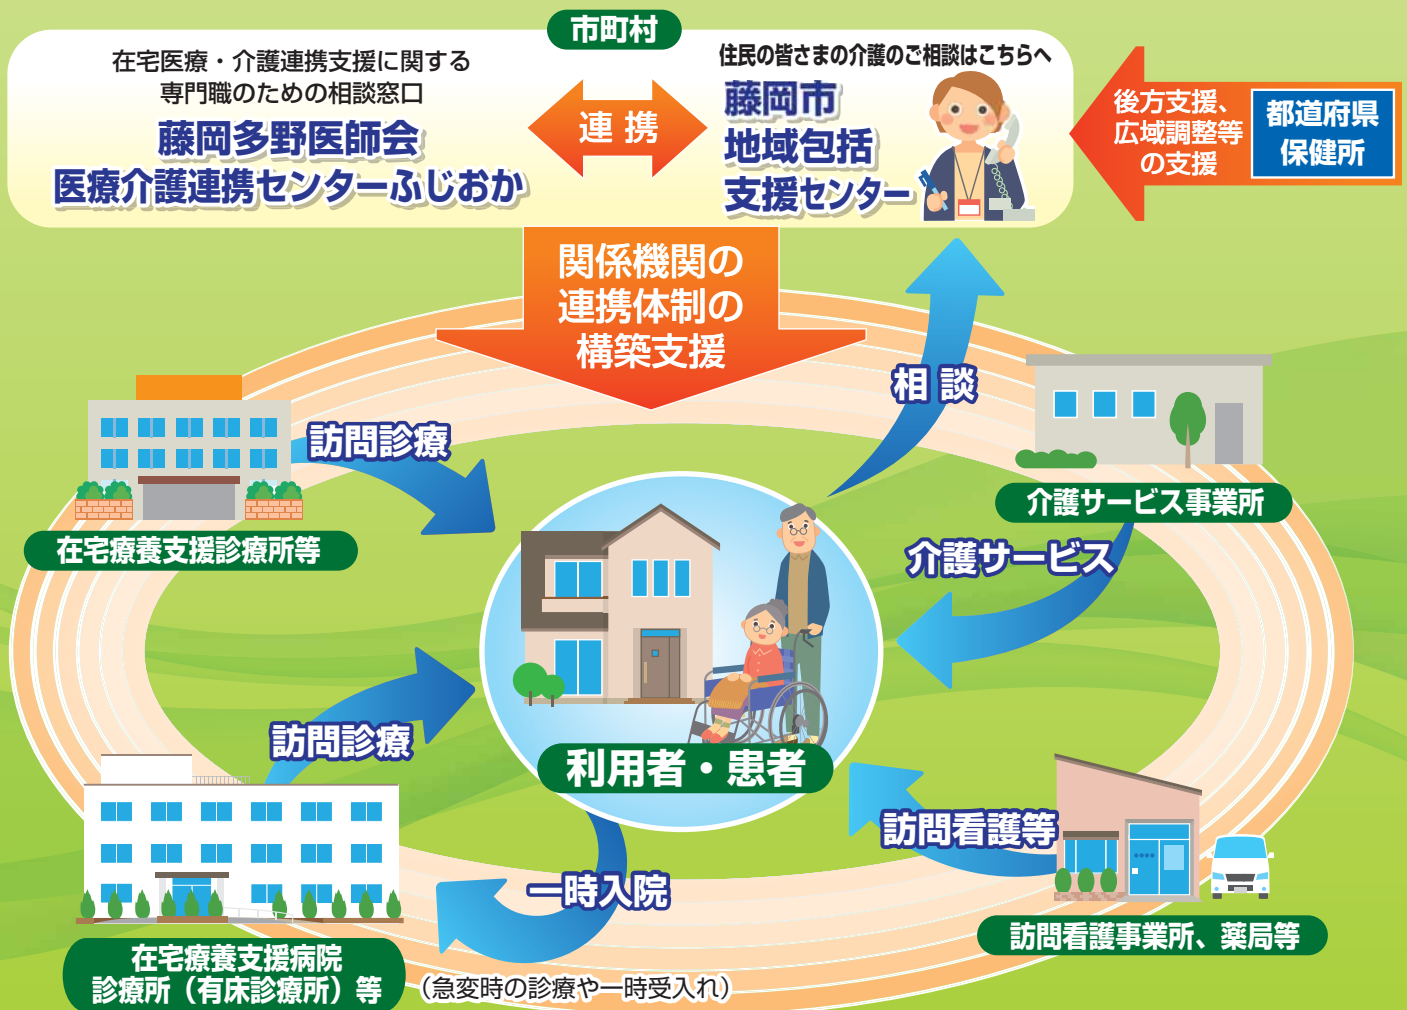 市町村
在宅医療・介護連携支援に関する
専門職のための相談窓口
藤岡多野医師会
医療介護連携センターふじおか
連携
住民の皆さまの介護のご相談はこちらへ
藤岡市
地域包括
支援センター
後方支援、
広域調整等
の支援
都道府県
保健所
関係機関の
連携体制の
構築支援
相談
訪問診療
在宅療養支援診療所等
介護サービス事業所
介護サービス
訪問診療
利用者・患者
訪問看護等
一時入院
訪問看護事業所、薬局等
在宅療養支援病院
診療所（有床診療所）等
（急変時の診療や一時受入れ）